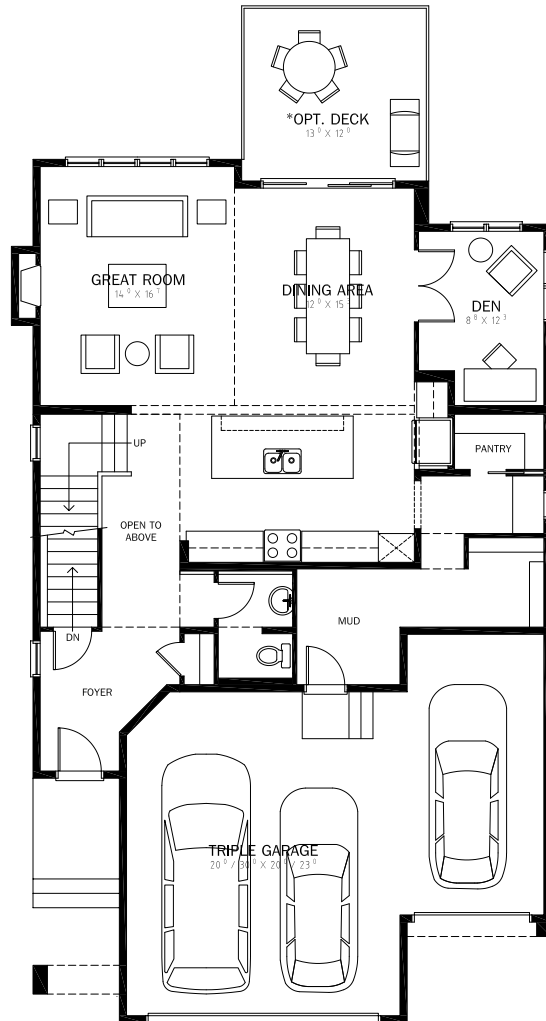 *OPT. DECK
13⁰ X 12⁰
GREAT ROOM
14⁰ X 16⁷
DINING AREA
12⁰ X 15
DEN
8⁸ X 12³
UP
PANTRY
OPEN TO
ABOVE
MUD
DN
FOYER
TRIPLE GARAGE
20⁰ / 30⁰ X 20⁰ / 23⁰